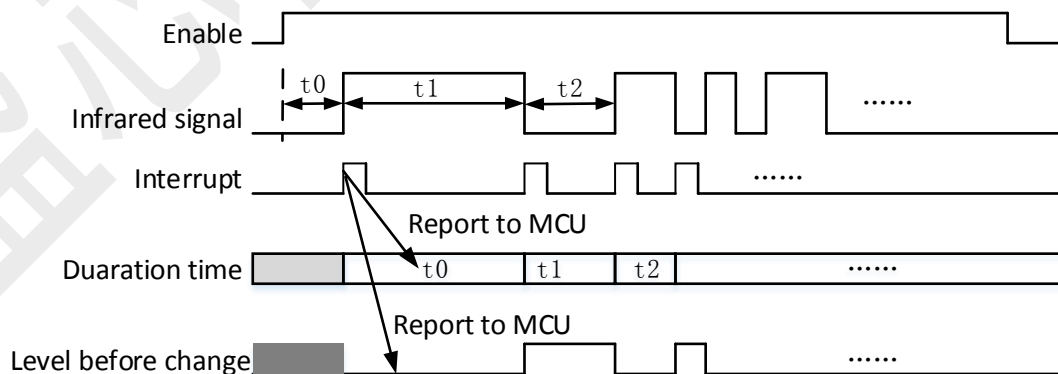 Enable
t0
t1
t2
Infrared signal
......
Interrupt
......
Report to MCU
Duaration time
t0
t1
t2
......
Report to MCU
Level before change
......